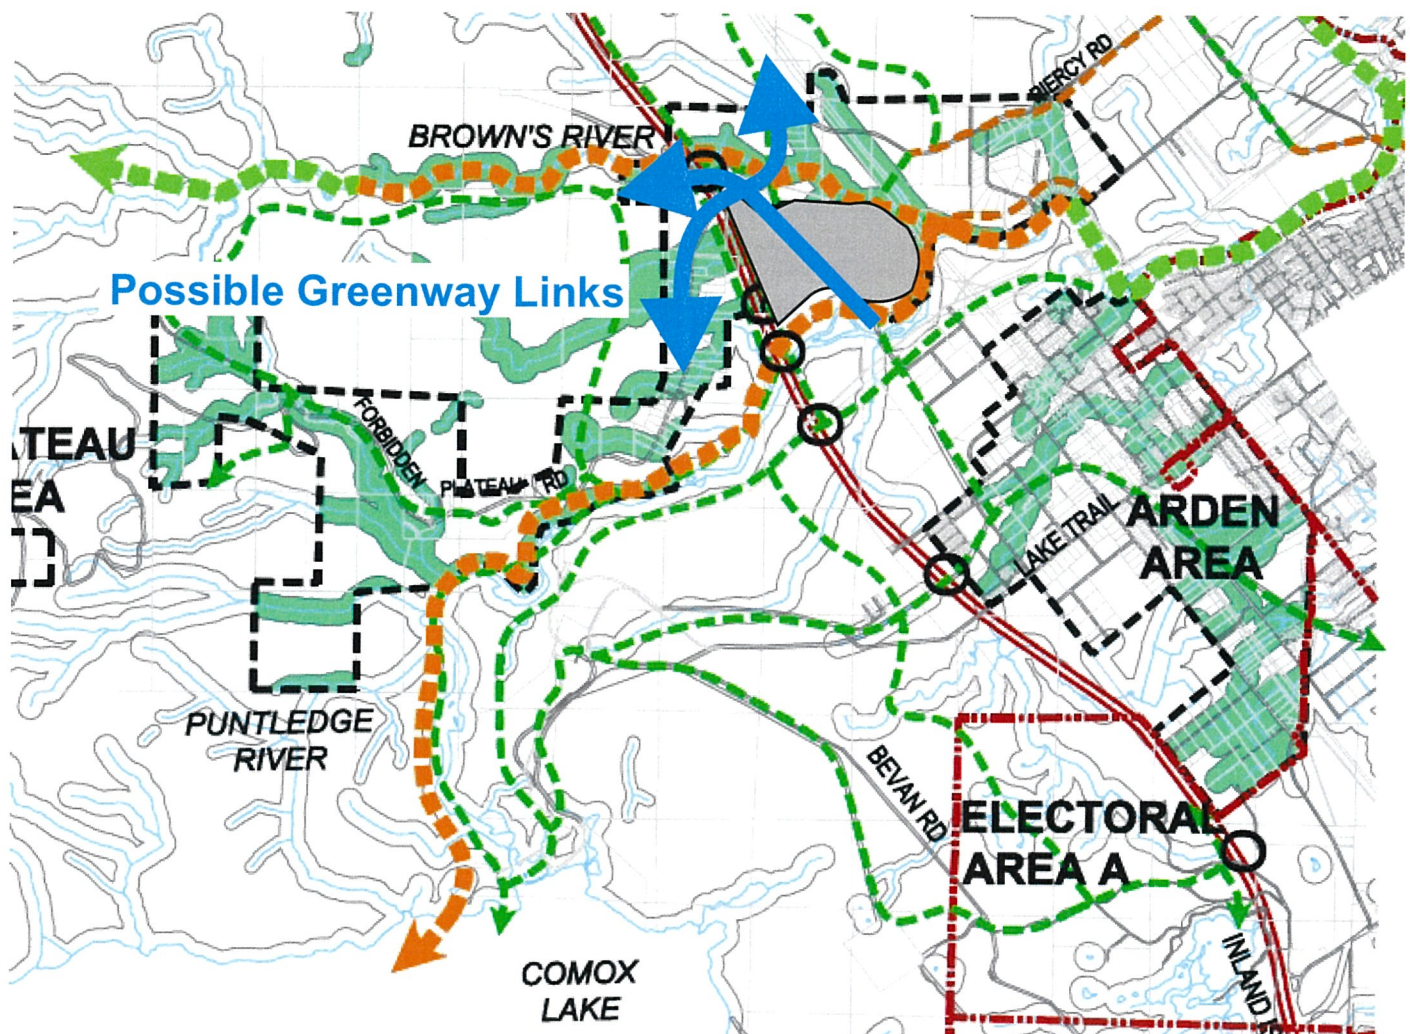 PIERCY RD
BROWN'S RIVER
Possible Greenway Links
FORBIDDEN
PLATEAU RD
ATEAU
EA
LAKE TRAIL
ARDEN
AREA
PUNTLEDGE
RIVER
BEVAN RD
ELECTORAL
AREA A
COMOX
LAKE
INLAND